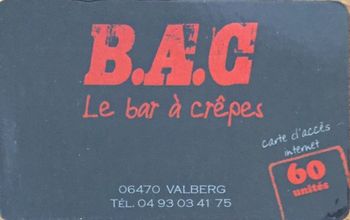 B.A.C
Le bar à crêpes
carte d'accès
internet
60
unités
06470 VALBERG
TÉL. 04 93 03 41 75